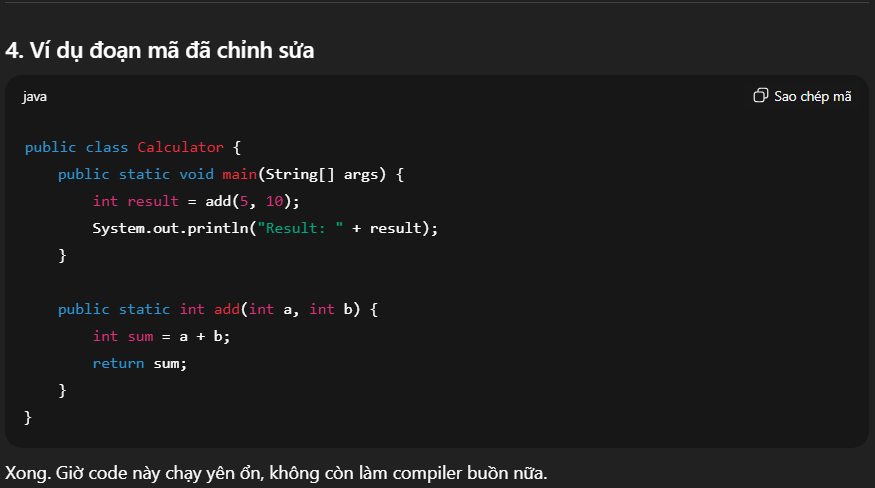 4. Ví dụ đoạn mã đã chỉnh sửa
java
Sao chép mã
public class Calculator {
    public static void main(String[] args) {
        int result = add(5, 10);
        System.out.println("Result: " + result);
    }

    public static int add(int a, int b) {
        int sum = a + b;
        return sum;
    }
}
Xong. Giờ code này chạy yên ổn, không còn làm compiler buồn nữa.